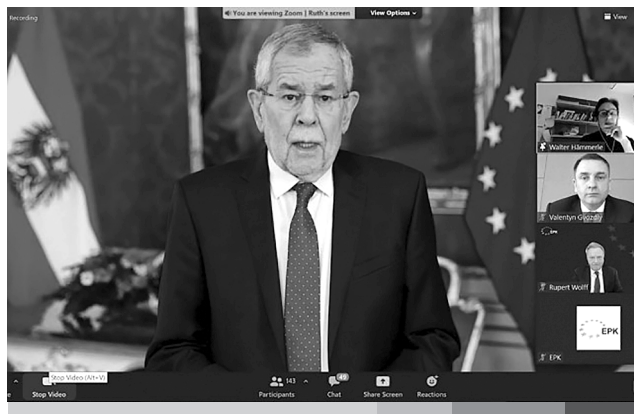 Recording
You are viewing Zoom | Ruth's screen
View Options
View
Walter Hämmerle
Valentyn Gvozdiy
Rupert Wolff
EPK
EPK
Stop Video (Alt+V)
Stop Video
143
Participants
49
Chat
Share Screen
Reactions